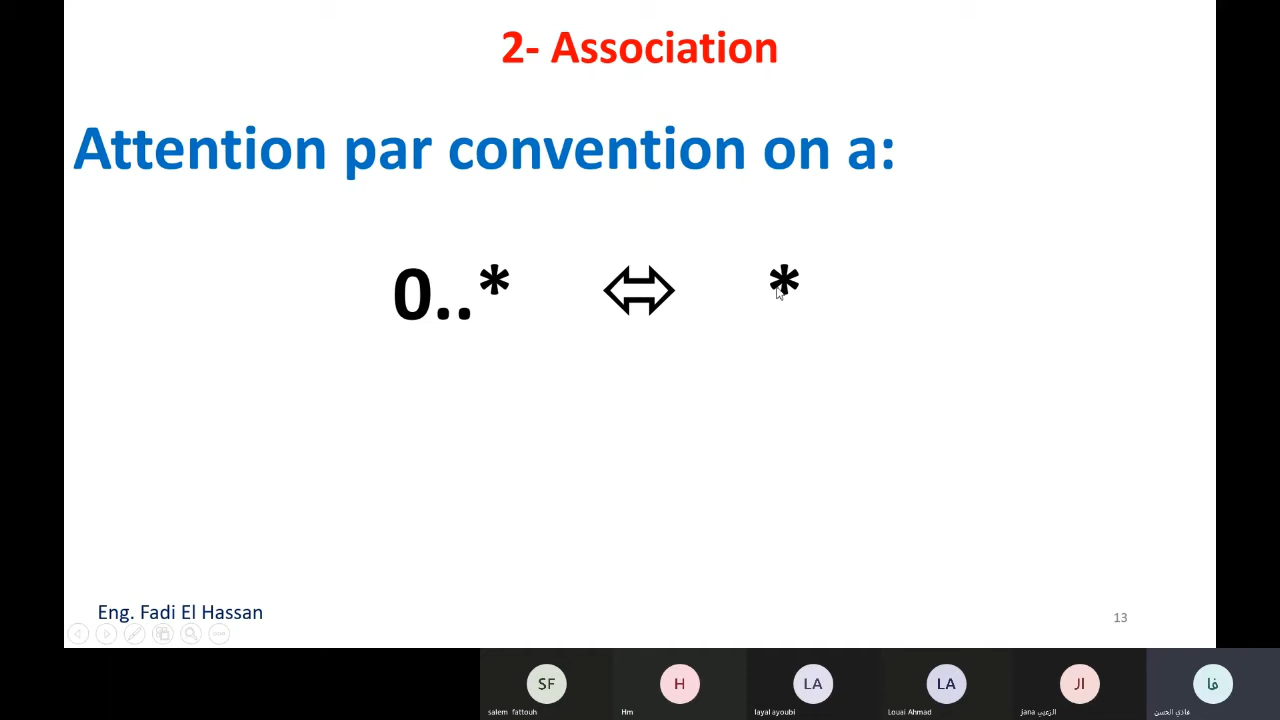 2- Association
Attention par convention on a:
0..* ⬄ *
Eng. Fadi El Hassan
13
SF
H
LA
LA
ال
فا
salem fattouh
Hm
layal ayoubi
Louai Ahmad
jana الزعبي
فادي الحسن